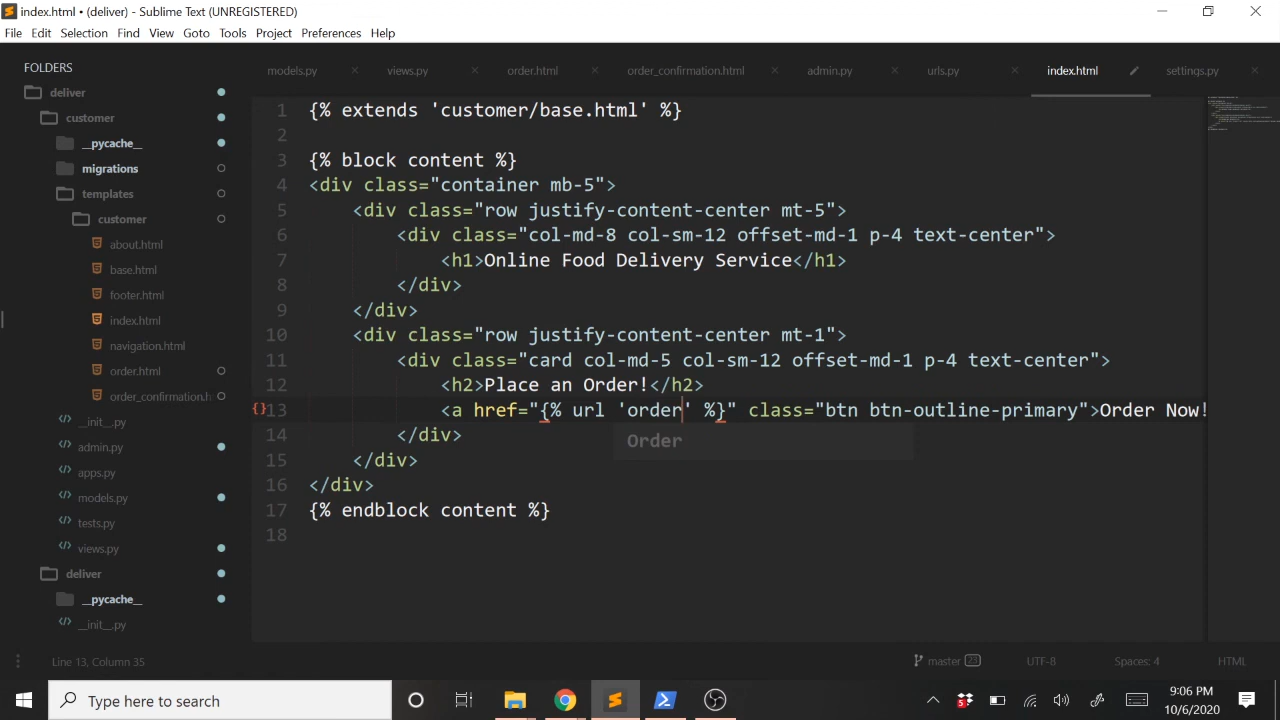 index.html • (deliver) - Sublime Text (UNREGISTERED)
File Edit Selection Find View Goto Tools Project Preferences Help
FOLDERS
deliver
customer
__pycache__
migrations
templates
customer
about.html
base.html
footer.html
index.html
navigation.html
order.html
order_confirmation.h
__init__.py
admin.py
apps.py
models.py
tests.py
views.py
deliver
__pycache__
__init__.py
models.py views.py order.html order_confirmation.html admin.py urls.py index.html settings.py
1 {% extends 'customer/base.html' %}
2
3 {% block content %}
4 <div class="container mb-5">
5 <div class="row justify-content-center mt-5">
6 <div class="col-md-8 col-sm-12 offset-md-1 p-4 text-center">
7 <h1>Online Food Delivery Service</h1>
8 </div>
9 </div>
10 <div class="row justify-content-center mt-1">
11 <div class="card col-md-5 col-sm-12 offset-md-1 p-4 text-center">
12 <h2>Place an Order!</h2>
{} 13 <a href="{% url 'order' %}" class="btn btn-outline-primary">Order Now!
Order
14 </div>
15 </div>
16 </div>
17 {% endblock content %}
18
Line 13, Column 35 master 23 UTF-8 Spaces: 4 HTML
Type here to search
9:06 PM
10/6/2020